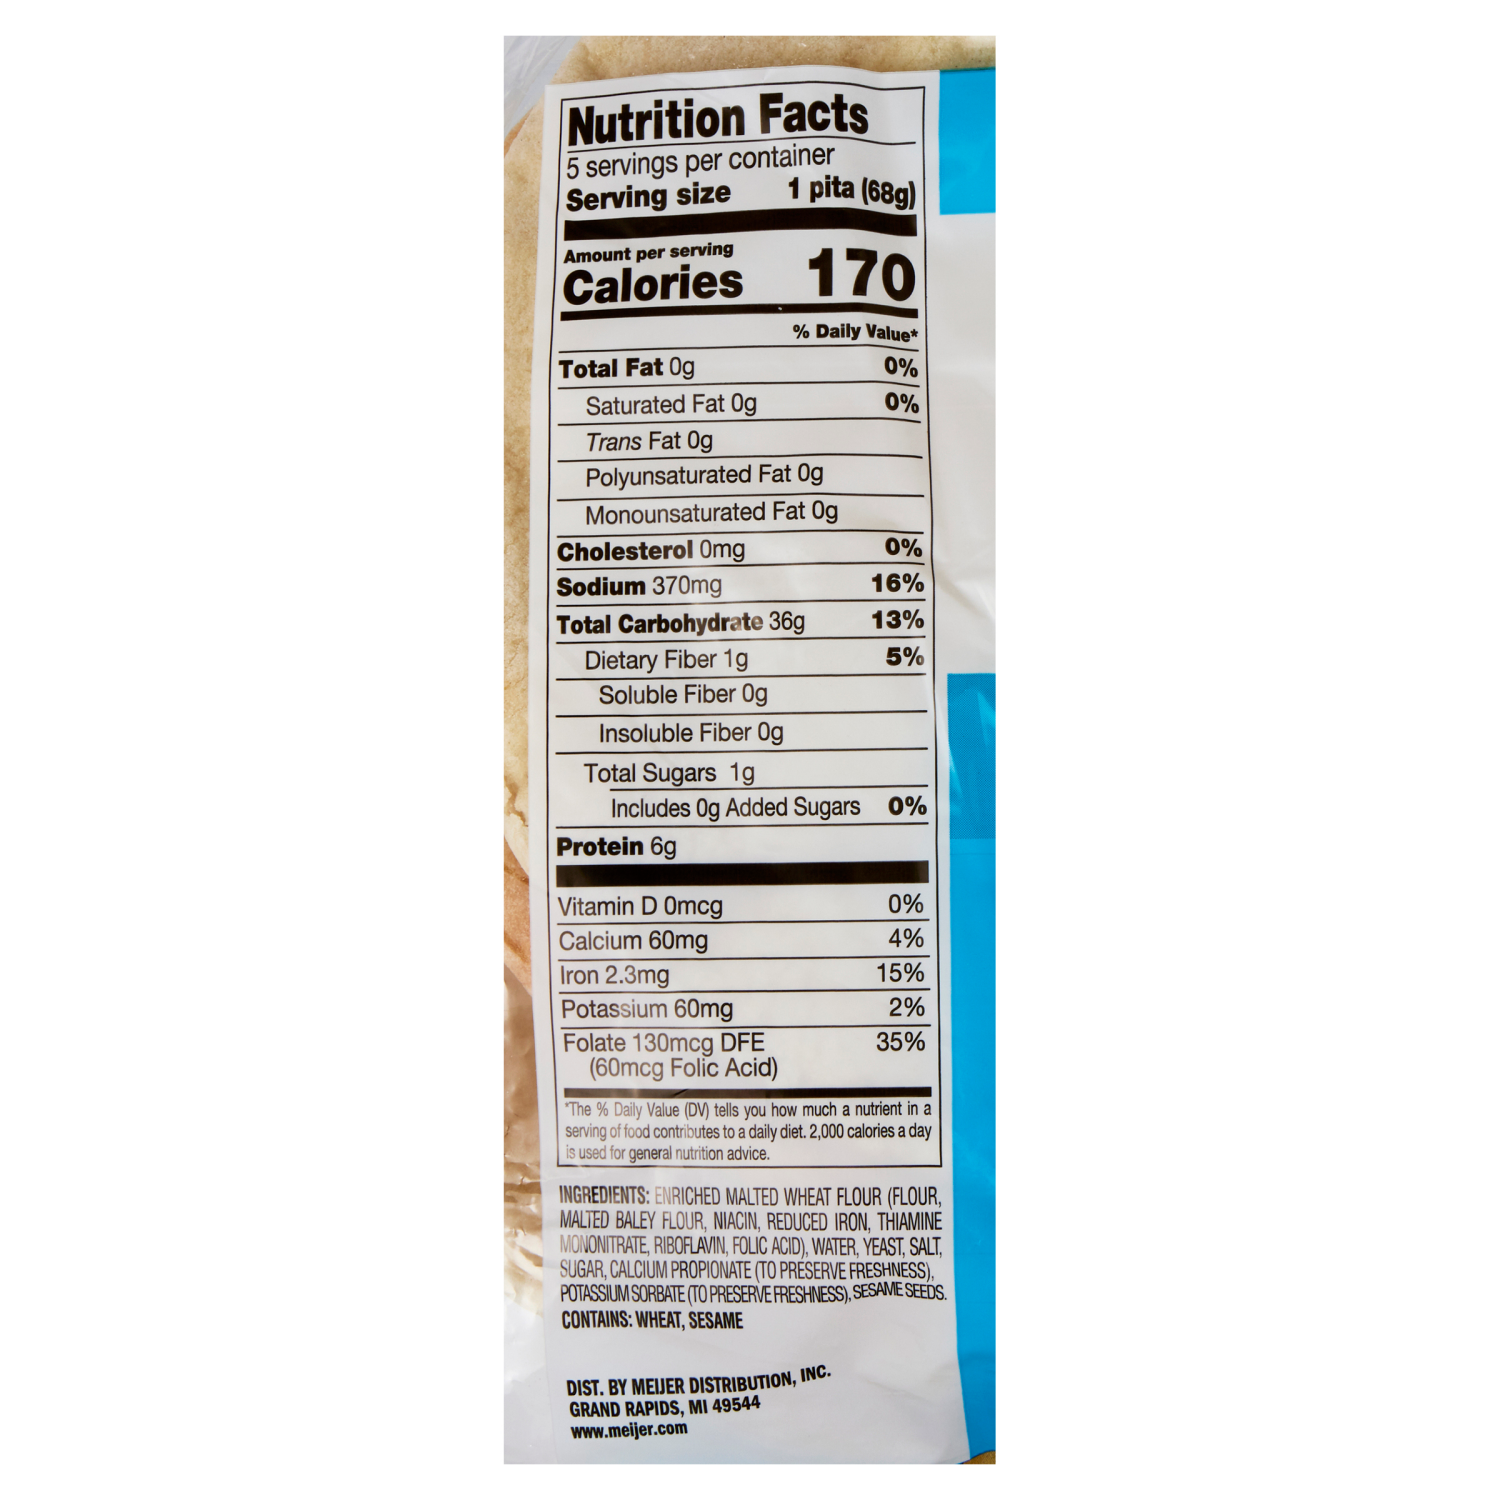 Nutrition Facts
5 servings per container
Serving size 1 pita (68g)
Amount per serving
Calories 170
% Daily Value*
Total Fat 0g 0%
Saturated Fat 0g 0%
Trans Fat 0g
Polyunsaturated Fat 0g
Monounsaturated Fat 0g
Cholesterol 0mg 0%
Sodium 370mg 16%
Total Carbohydrate 36g 13%
Dietary Fiber 1g 5%
Soluble Fiber 0g
Insoluble Fiber 0g
Total Sugars 1g
Includes 0g Added Sugars 0%
Protein 6g
Vitamin D 0mcg 0%
Calcium 60mg 4%
Iron 2.3mg 15%
Potassium 60mg 2%
Folate 130mcg DFE 35%
(60mcg Folic Acid)
*The % Daily Value (DV) tells you how much a nutrient in a
serving of food contributes to a daily diet. 2,000 calories a day
is used for general nutrition advice.
INGREDIENTS: ENRICHED MALTED WHEAT FLOUR (FLOUR,
MALTED BALEY FLOUR, NIACIN, REDUCED IRON, THIAMINE
MONONITRATE, RIBOFLAVIN, FOLIC ACID), WATER, YEAST, SALT,
SUGAR, CALCIUM PROPIONATE (TO PRESERVE FRESHNESS),
POTASSIUM SORBATE (TO PRESERVE FRESHNESS), SESAME SEEDS.
CONTAINS: WHEAT, SESAME
DIST. BY MEIJER DISTRIBUTION, INC.
GRAND RAPIDS, MI 49544
www.meijer.com